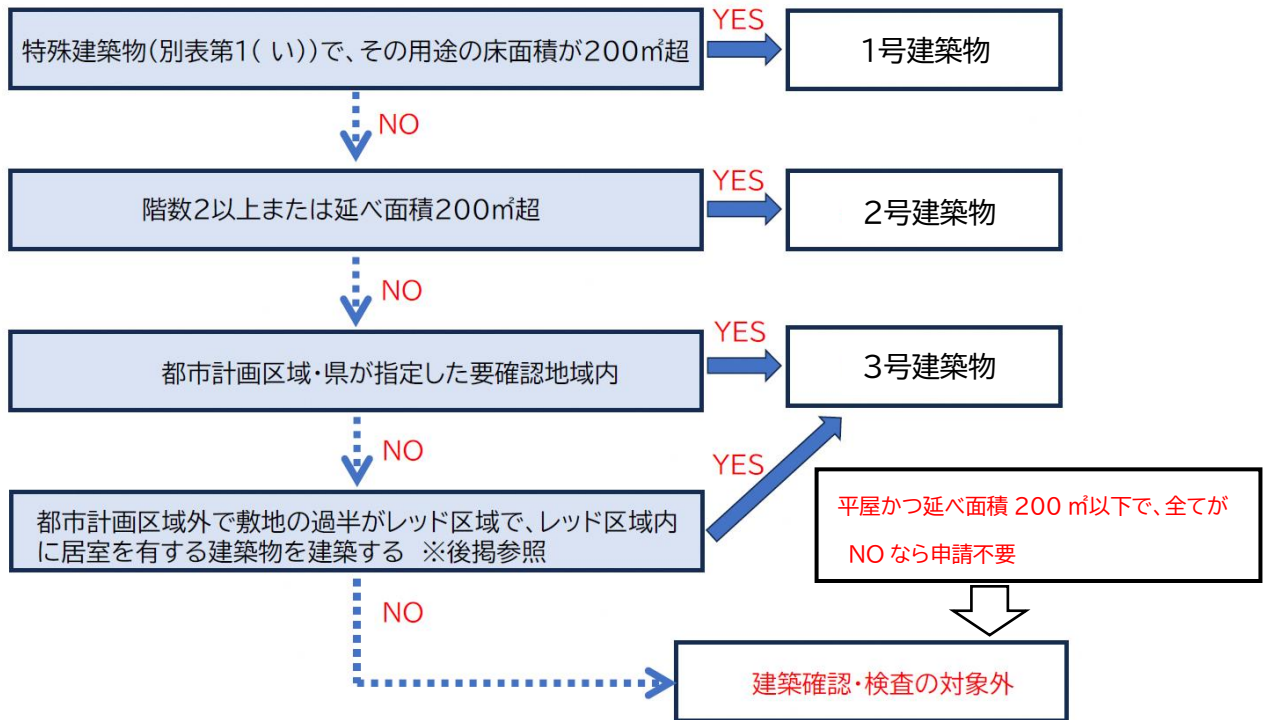 特殊建築物(別表第1( い))で、その用途の床面積が200㎡超
YES
1号建築物
NO
階数2以上または延べ面積200㎡超
YES
2号建築物
NO
都市計画区域・県が指定した要確認地域内
YES
3号建築物
NO
都市計画区域外で敷地の過半がレッド区域で、レッド区域内
に居室を有する建築物を建築する ※後掲参照
YES
平屋かつ延べ面積 200 ㎡以下で、全てが
NO なら申請不要
NO
建築確認・検査の対象外